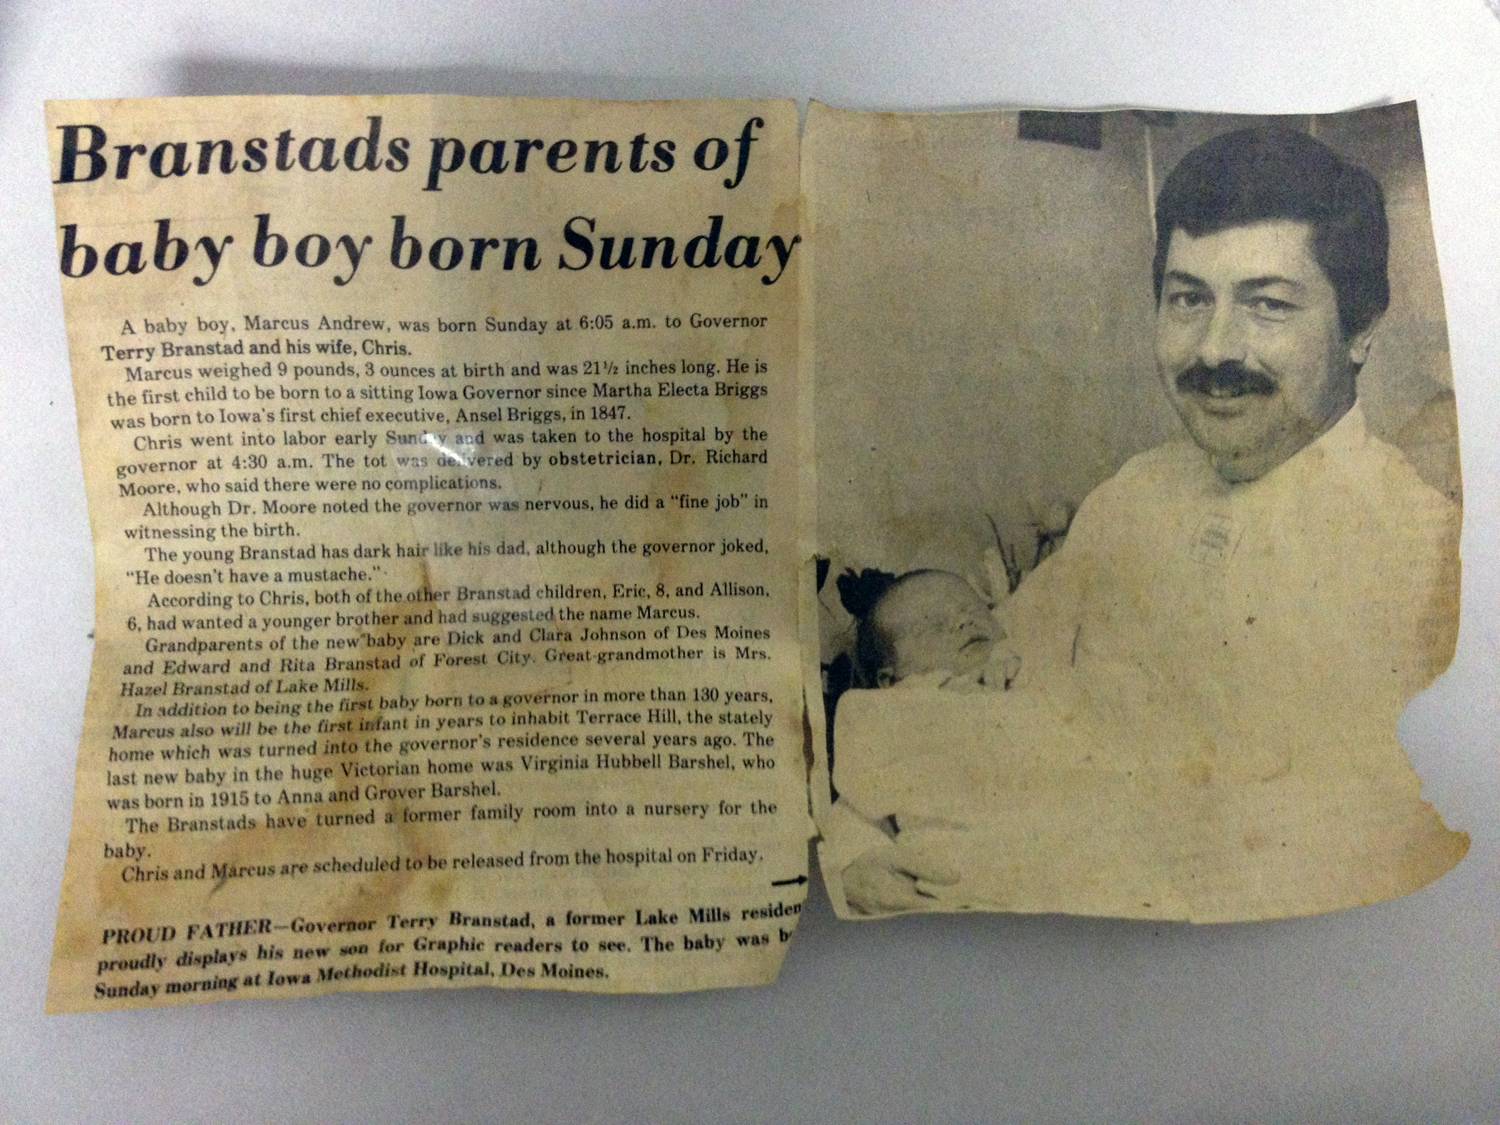 Branstads parents of
baby boy born Sunday
A baby boy, Marcus Andrew, was born Sunday at 6:05 a.m. to Governor
Terry Branstad and his wife, Chris.
Marcus weighed 9 pounds, 3 ounces at birth and was 21½ inches long. He is
the first child to be born to a sitting Iowa Governor since Martha Electa Briggs
was born to Iowa's first chief executive, Ansel Briggs, in 1847.
Chris went into labor early Sunday and was taken to the hospital by the
governor at 4:30 a.m. The tot was delivered by obstetrician, Dr. Richard
Moore, who said there were no complications.
Although Dr. Moore noted the governor was nervous, he did a "fine job" in
witnessing the birth.
The young Branstad has dark hair like his dad, although the governor joked,
"He doesn't have a mustache."
According to Chris, both of the other Branstad children, Eric, 8, and Allison,
6, had wanted a younger brother and had suggested the name Marcus.
Grandparents of the new baby are Dick and Clara Johnson of Des Moines
and Edward and Rita Branstad of Forest City. Great-grandmother is Mrs.
Hazel Branstad of Lake Mills.
In addition to being the first baby born to a governor in more than 130 years,
Marcus also will be the first infant in years to inhabit Terrace Hill, the stately
home which was turned into the governor's residence several years ago. The
last new baby in the huge Victorian home was Virginia Hubbell Barshel, who
was born in 1915 to Anna and Grover Barshel.
The Branstads have turned a former family room into a nursery for the
baby.
Chris and Marcus are scheduled to be released from the hospital on Friday.
PROUD FATHER—Governor Terry Branstad, a former Lake Mills residen
proudly displays his new son for Graphic readers to see. The baby was b
Sunday morning at Iowa Methodist Hospital, Des Moines.